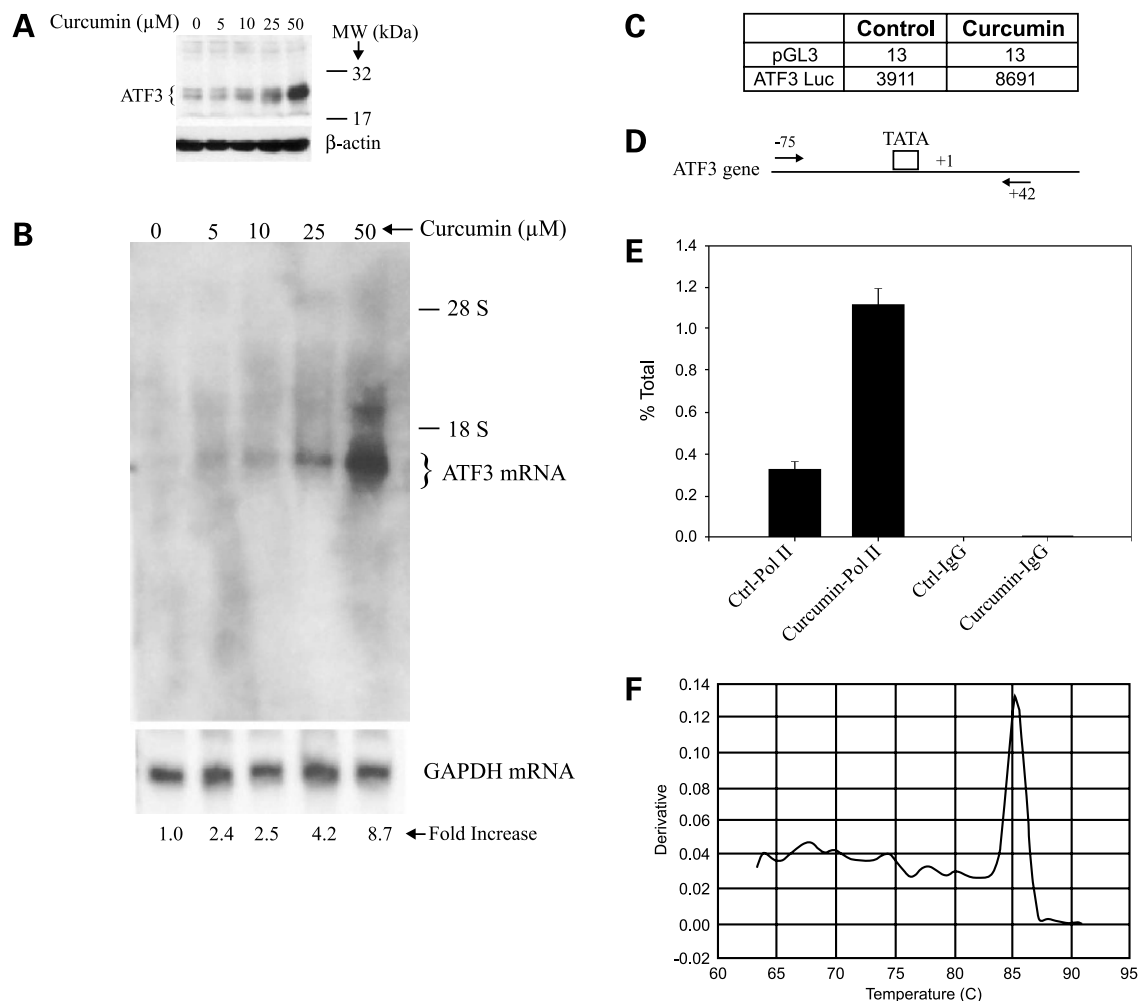 A
Curcumin (µM) 0 5 10 25 50
MW (kDa)
32
ATF3 {
17
β-actin
B
0 5 10 25 50 Curcumin (µM)
28 S
18 S
} ATF3 mRNA
GAPDH mRNA
1.0 2.4 2.5 4.2 8.7 Fold Increase
C
Control Curcumin
pGL3 13 13
ATF3 Luc 3911 8691
D
-75 TATA +1
ATF3 gene
+42
E
1.4
1.2
1.0
0.8
0.6
0.4
0.2
0.0
% Total
Ctrl-Pol II
Curcumin-Pol II
Ctrl-IgG
Curcumin-IgG
F
0.14
0.12
0.10
0.08
0.06
0.04
0.02
0.00
-0.02
Derivative
60 65 70 75 80 85 90 95
Temperature (C)